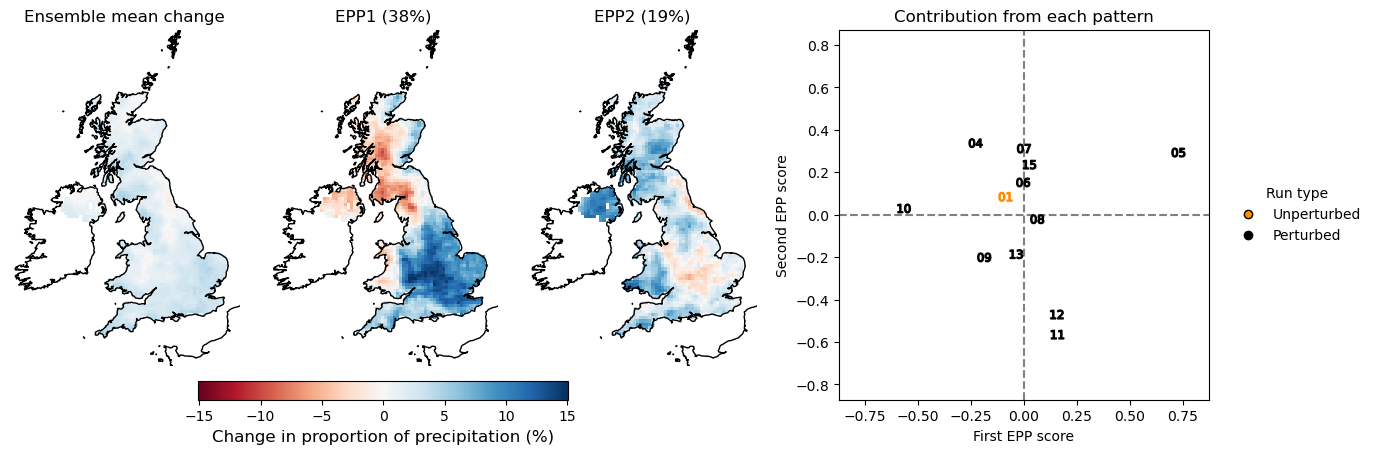 Ensemble mean change
EPP1 (38%)
EPP2 (19%)
−15 −10 −5 0 5 10 15
Change in proportion of precipitation (%)
Contribution from each pattern
Second EPP score
0.8
0.6
0.4
0.2
0.0
−0.2
−0.4
−0.6
−0.8
04
07
05
15
06
01
10
08
09
13
12
11
−0.75 −0.50 −0.25 0.00 0.25 0.50 0.75
First EPP score
Run type
Unperturbed
Perturbed